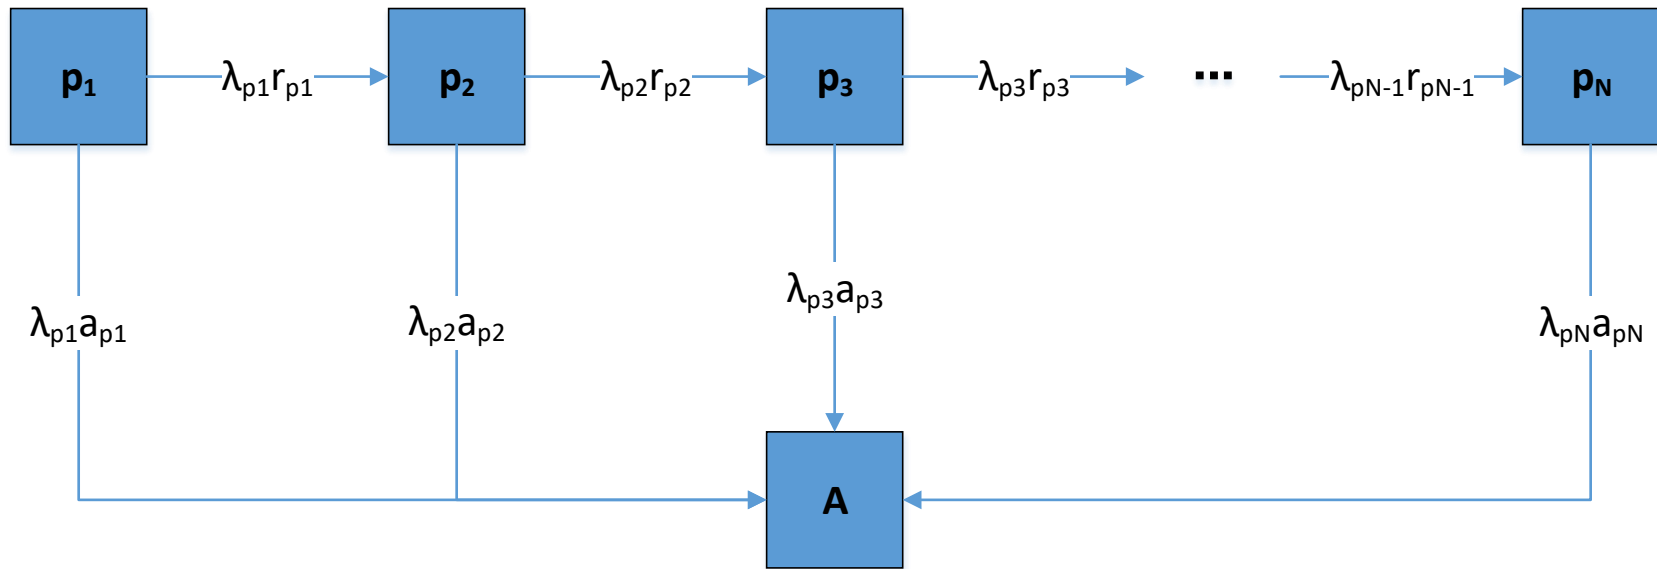 p₁
λₚ₁rₚ₁
p₂
λₚ₂rₚ₂
p₃
λₚ₃rₚ₃
...
λpN-1rpN-1
pN
λₚ₁aₚ₁
λₚ₂aₚ₂
λₚ₃aₚ₃
λpNapN
A